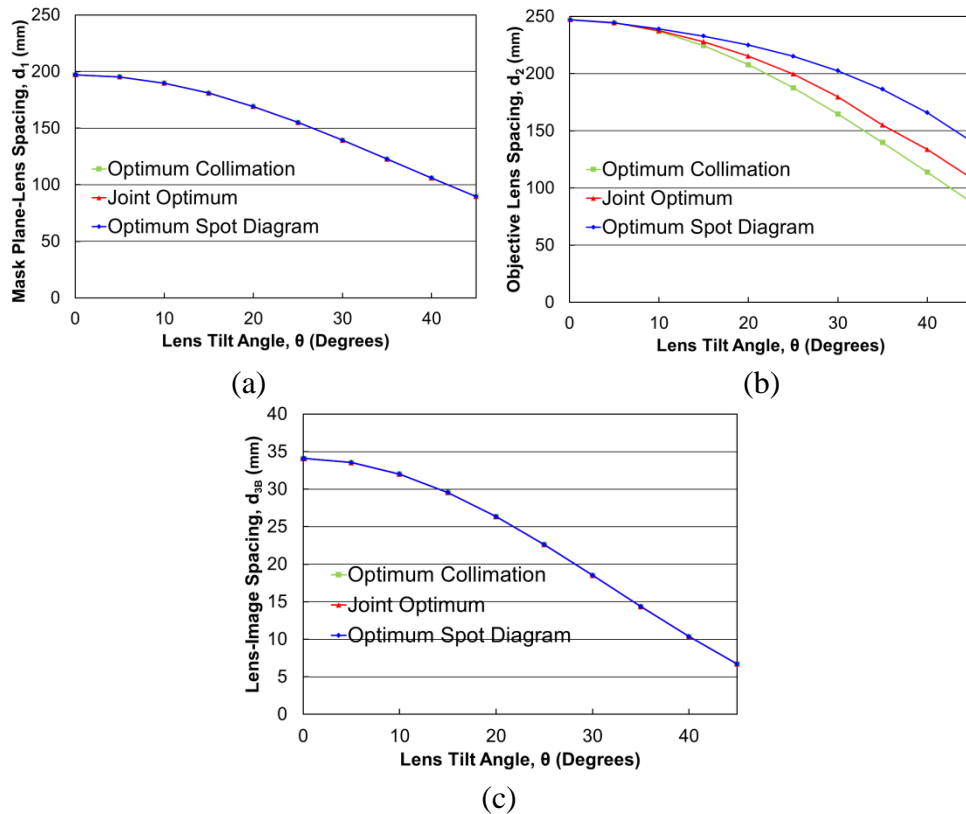 250
200
150
100
50
0
Mask Plane-Lens Spacing, d₁ (mm)
Optimum Collimation
Joint Optimum
Optimum Spot Diagram
0 10 20 30 40
Lens Tilt Angle, θ (Degrees)
(a)
250
200
150
100
50
0
Objective Lens Spacing, d₂ (mm)
Optimum Collimation
Joint Optimum
Optimum Spot Diagram
0 10 20 30 40
Lens Tilt Angle, θ (Degrees)
(b)
40
35
30
25
20
15
10
5
0
Lens-Image Spacing, d₃B (mm)
Optimum Collimation
Joint Optimum
Optimum Spot Diagram
0 10 20 30 40
Lens Tilt Angle, θ (Degrees)
(c)